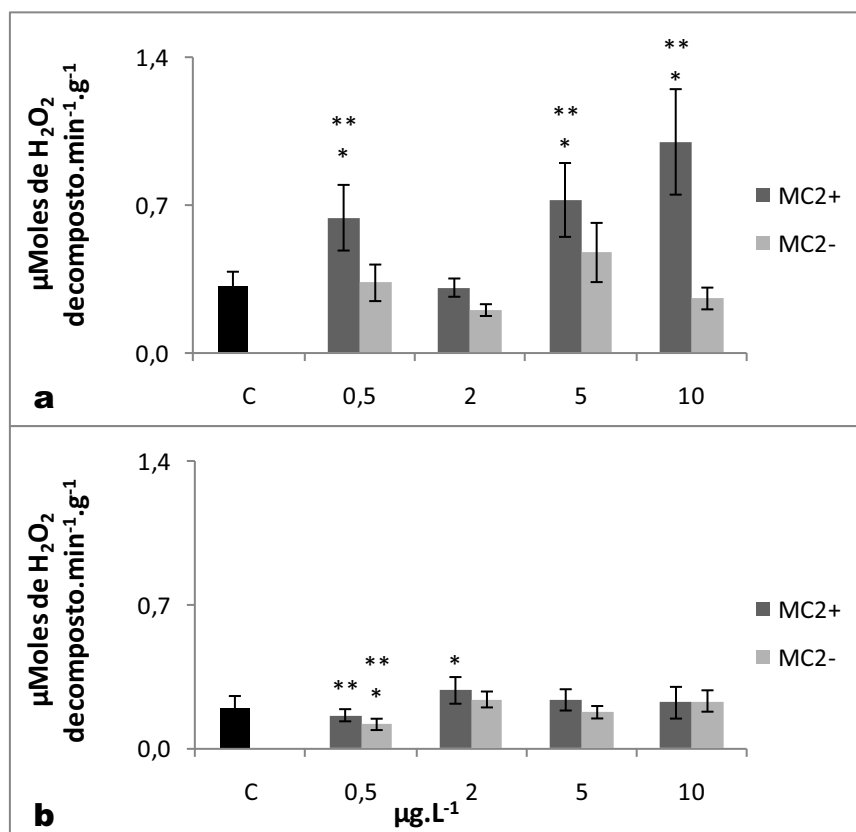 1,4
**
*
**
*
**
*
µMoles de H₂O₂
decomposto.min⁻¹.g⁻¹
0,7
0,0
MC2+
MC2-
C 0,5 2 5 10
a
1,4
µMoles de H₂O₂
decomposto.min⁻¹.g⁻¹
0,7
0,0
**
**
*
*
MC2+
MC2-
C 0,5 2 5 10
µg.L⁻¹
b